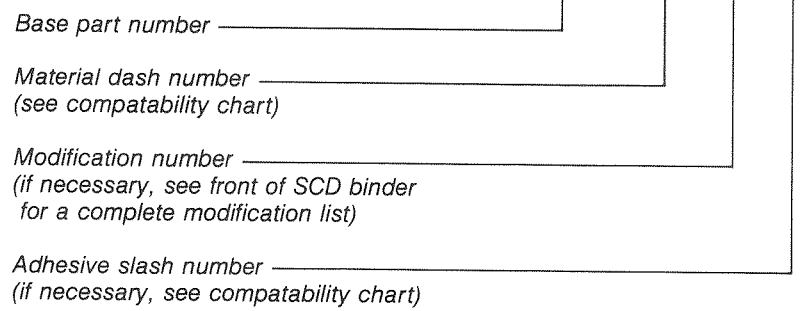 Base part number
Material dash number
(see compatability chart)
Modification number
(if necessary, see front of SCD binder
for a complete modification list)
Adhesive slash number
(if necessary, see compatability chart)